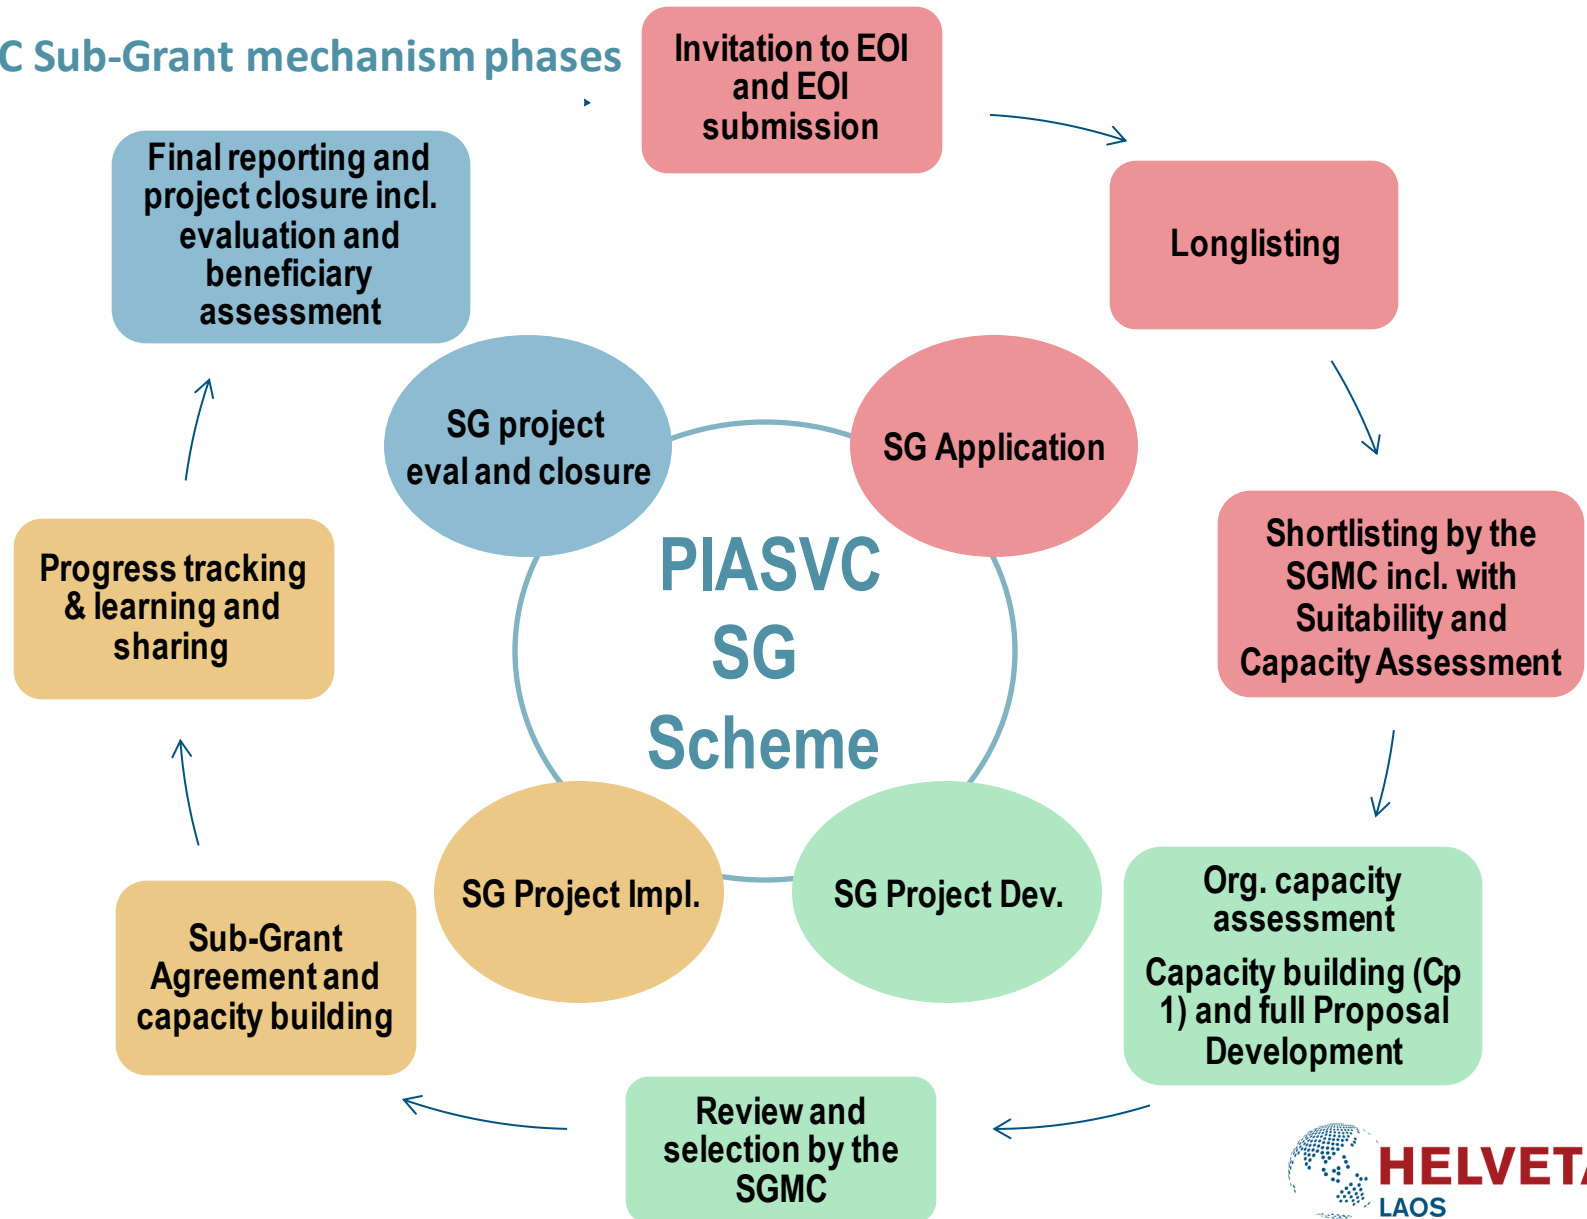 C Sub-Grant mechanism phases
Invitation to EOI
and EOI
submission
Longlisting
Shortlisting by the
SGMC incl. with
Suitability and
Capacity Assessment
Org. capacity
assessment
Capacity building (Cp
1) and full Proposal
Development
Review and
selection by the
SGMC
Sub-Grant
Agreement and
capacity building
Progress tracking
& learning and
sharing
Final reporting and
project closure incl.
evaluation and
beneficiary
assessment
SG project
eval and closure
SG Application
SG Project Dev.
SG Project Impl.
PIASVC
SG
Scheme
HELVETA
LAOS